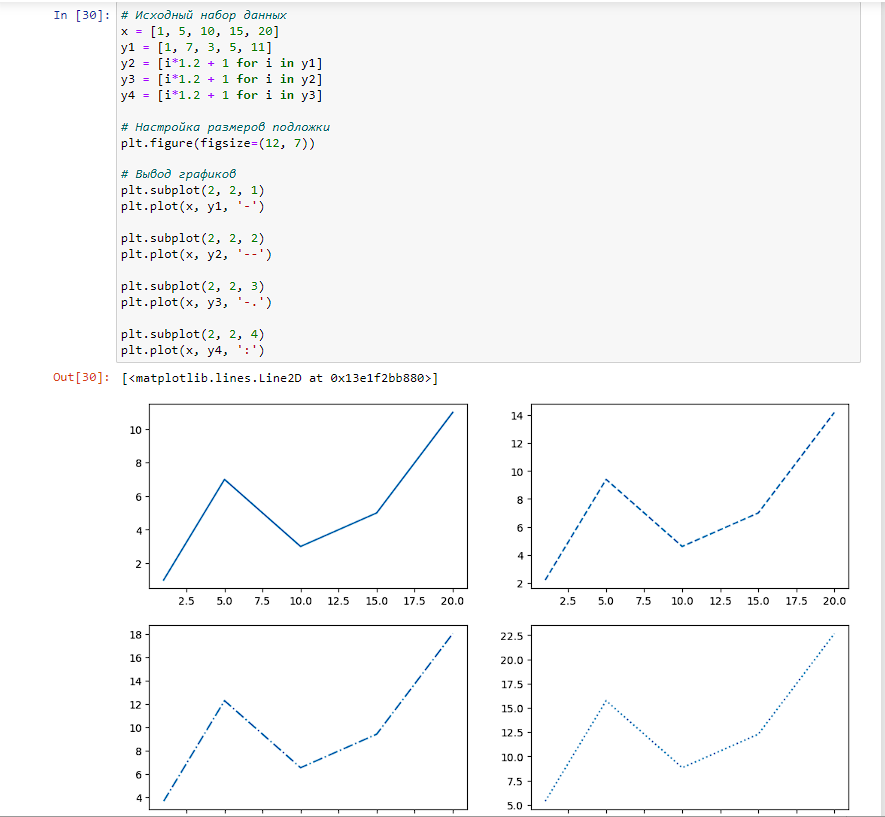 In [30]: # Исходный набор данных
x = [1, 5, 10, 15, 20]
y1 = [1, 7, 3, 5, 11]
y2 = [i*1.2 + 1 for i in y1]
y3 = [i*1.2 + 1 for i in y2]
y4 = [i*1.2 + 1 for i in y3]
# Настройка размеров подложки
plt.figure(figsize=(12, 7))
# Вывод графиков
plt.subplot(2, 2, 1)
plt.plot(x, y1, '-')
plt.subplot(2, 2, 2)
plt.plot(x, y2, '--')
plt.subplot(2, 2, 3)
plt.plot(x, y3, '-.')
plt.subplot(2, 2, 4)
plt.plot(x, y4, ':')
Out[30]: [<matplotlib.lines.Line2D at 0x13e1f2bb880>]
10
8
6
4
2
2.5 5.0 7.5 10.0 12.5 15.0 17.5 20.0
14
12
10
8
6
4
2
2.5 5.0 7.5 10.0 12.5 15.0 17.5 20.0
18
16
14
12
10
8
6
4
22.5
20.0
17.5
15.0
12.5
10.0
7.5
5.0